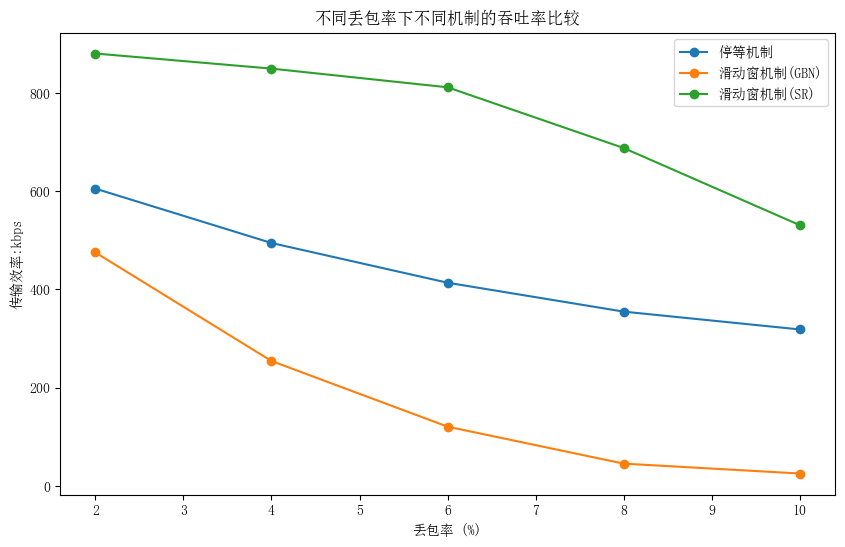 不同丢包率下不同机制的吞吐率比较
停等机制
滑动窗机制(GBN)
滑动窗机制(SR)
传输效率:kbps
800
600
400
200
0
2 3 4 5 6 7 8 9 10
丢包率 (%)